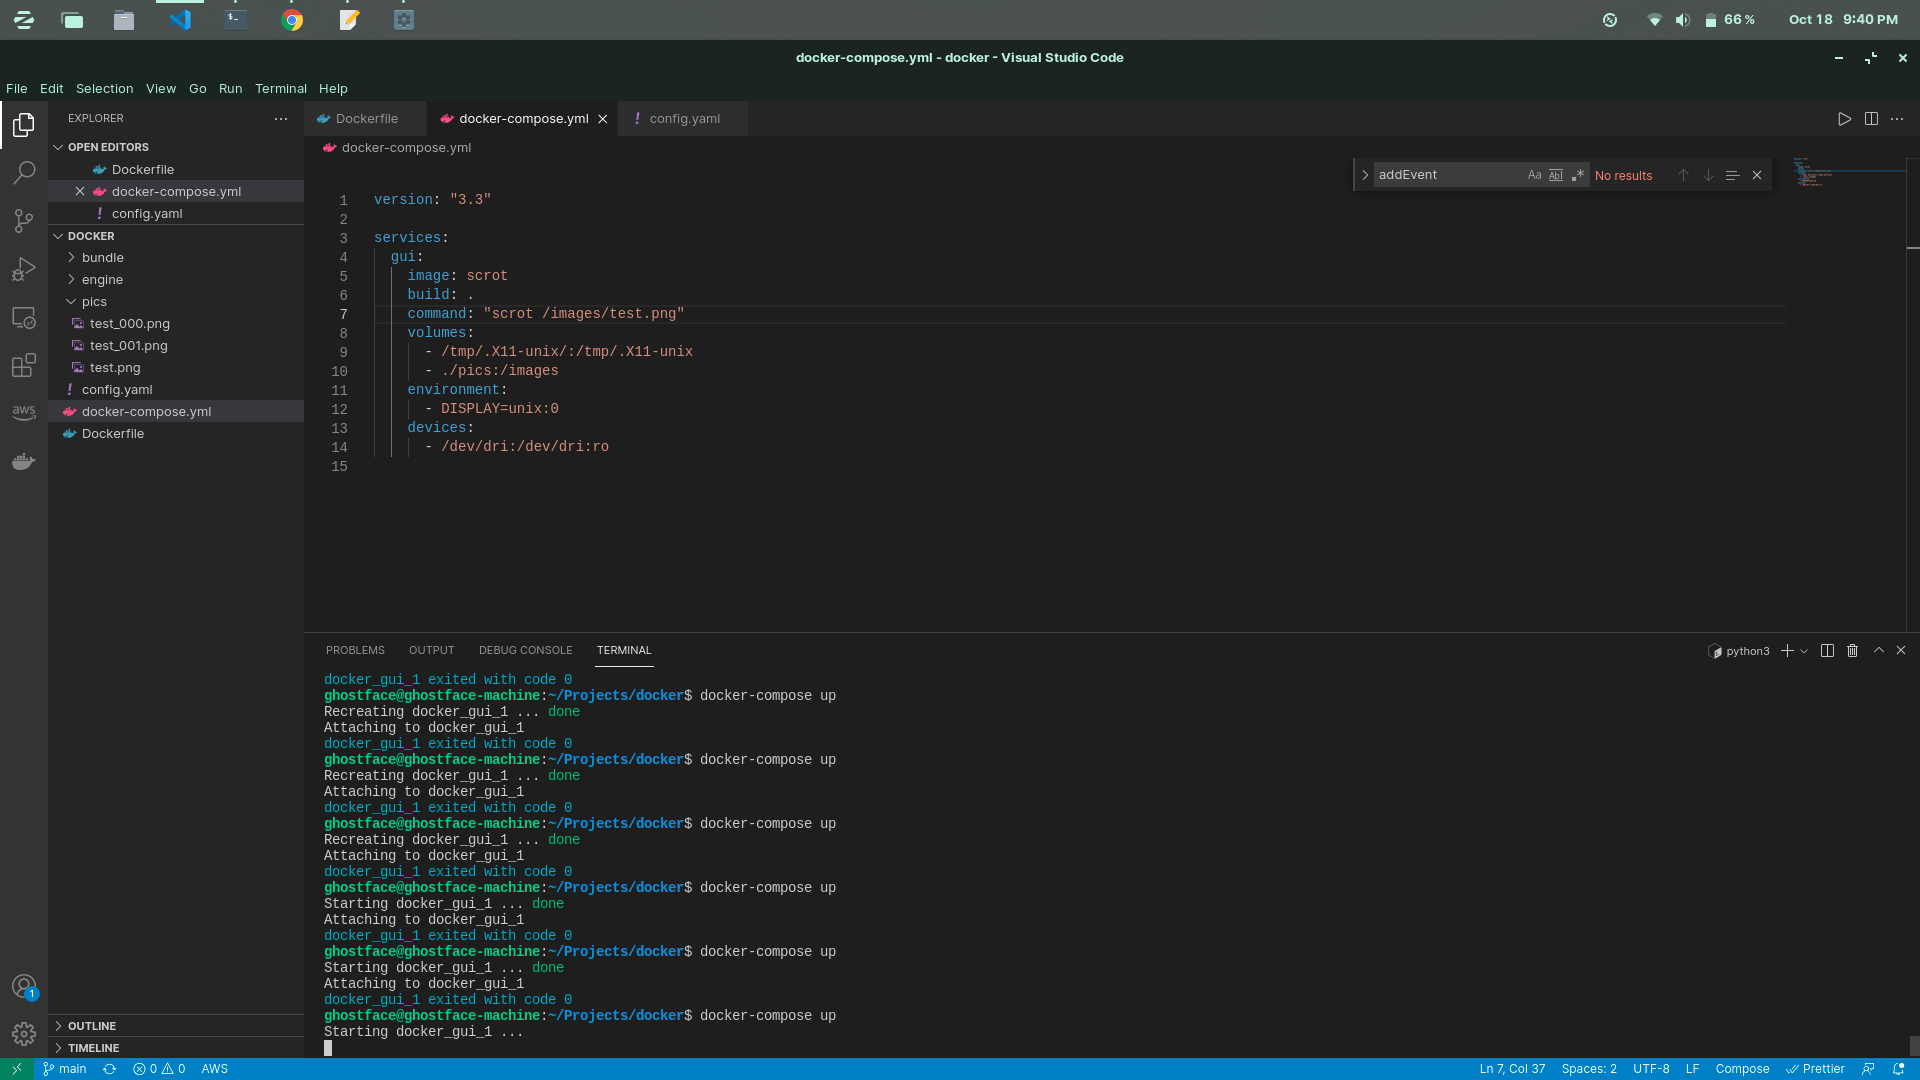 66 %
Oct 18 9:40 PM
docker-compose.yml - docker - Visual Studio Code
File Edit Selection View Go Run Terminal Help
EXPLORER
OPEN EDITORS
Dockerfile
docker-compose.yml
config.yaml
DOCKER
bundle
engine
pics
test_000.png
test_001.png
test.png
config.yaml
docker-compose.yml
Dockerfile
aws
1
OUTLINE
TIMELINE
Dockerfile
docker-compose.yml
config.yaml
docker-compose.yml
addEvent Aa Abl .* No results
1 version: "3.3"
2
3 services:
4 gui:
5 image: scrot
6 build: .
7 command: "scrot /images/test.png"
8 volumes:
9 - /tmp/.X11-unix/:/tmp/.X11-unix
10 - ./pics:/images
11 environment:
12 - DISPLAY=unix:0
13 devices:
14 - /dev/dri:/dev/dri:ro
15
PROBLEMS OUTPUT DEBUG CONSOLE TERMINAL
python3
docker_gui_1 exited with code 0
ghostface@ghostface-machine:~/Projects/docker$ docker-compose up
Recreating docker_gui_1 ... done
Attaching to docker_gui_1
docker_gui_1 exited with code 0
ghostface@ghostface-machine:~/Projects/docker$ docker-compose up
Recreating docker_gui_1 ... done
Attaching to docker_gui_1
docker_gui_1 exited with code 0
ghostface@ghostface-machine:~/Projects/docker$ docker-compose up
Recreating docker_gui_1 ... done
Attaching to docker_gui_1
docker_gui_1 exited with code 0
ghostface@ghostface-machine:~/Projects/docker$ docker-compose up
Starting docker_gui_1 ... done
Attaching to docker_gui_1
docker_gui_1 exited with code 0
ghostface@ghostface-machine:~/Projects/docker$ docker-compose up
Starting docker_gui_1 ... done
Attaching to docker_gui_1
docker_gui_1 exited with code 0
ghostface@ghostface-machine:~/Projects/docker$ docker-compose up
Starting docker_gui_1 ...
main 0 0 AWS
Ln 7, Col 37 Spaces: 2 UTF-8 LF Compose Prettier